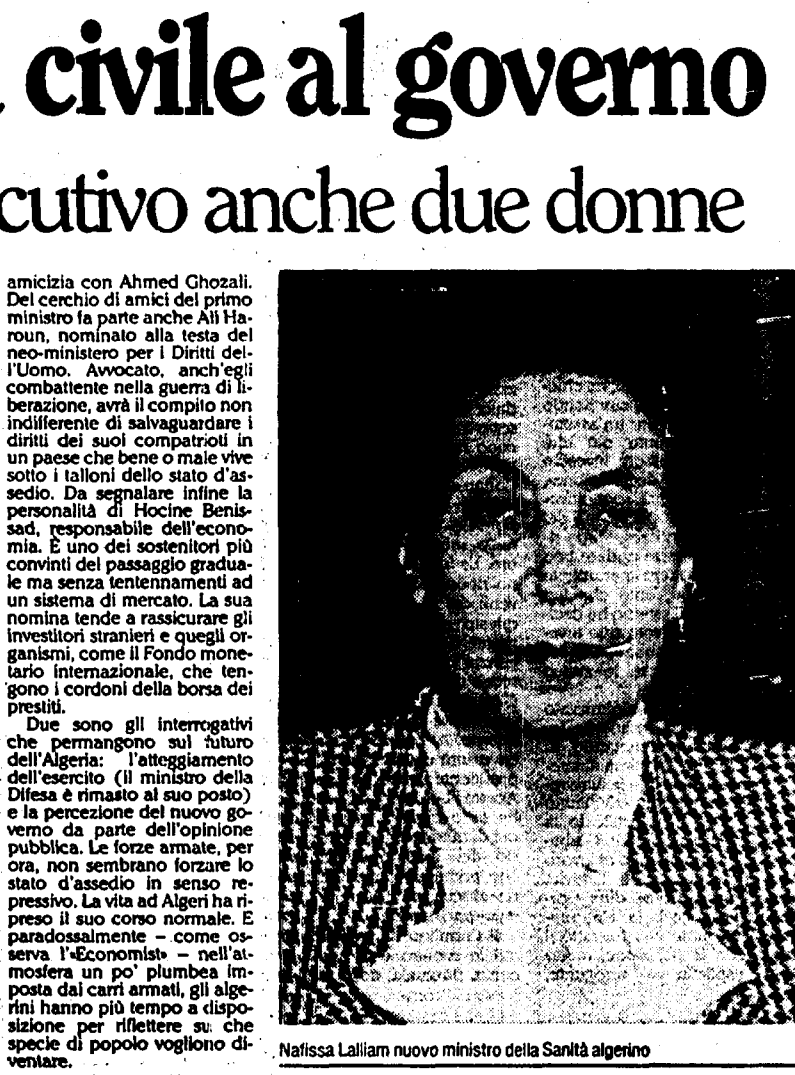 civile al governo
cutivo anche due donne
amicizia con Ahmed Ghozali.
Del cerchio di amici del primo
ministro fa parte anche Ali Ha-
roun, nominato alla testa del
neo-ministero per i Diritti del-
l'Uomo. Avvocato, anch'egli
combattente nella guerra di li-
berazione, avrà il compito non
indifferente di salvaguardare i
diritti dei suoi compatrioti in
un paese che bene o male vive
sotto i talloni dello stato d'as-
sedio. Da segnalare infine la
personalità di Hocine Benis-
sad, responsabile dell'econo-
mia. È uno dei sostenitori più
convinti del passaggio gradua-
le ma senza tentennamenti ad
un sistema di mercato. La sua
nomina tende a rassicurare gli
investitori stranieri e quegli or-
ganismi, come il Fondo mone-
tario internazionale, che ten-
gono i cordoni della borsa dei
prestiti.
Due sono gli interrogativi
che permangono sul futuro
dell'Algeria: l'atteggiamento
dell'esercito (il ministro della
Difesa è rimasto al suo posto)
e la percezione del nuovo go-
verno da parte dell'opinione
pubblica. Le forze armate, per
ora, non sembrano forzare lo
stato d'assedio in senso re-
pressivo. La vita ad Algeri ha ri-
preso il suo corso normale. E
paradossalmente – come os-
serva l'«Economist» – nell'at-
mosfera un po' plumbea im-
posta dai carri armati, gli alge-
rini hanno più tempo a dispo-
sizione per riflettere su che
specie di popolo vogliono di-
ventare.
Nafissa Lalliam nuovo ministro della Sanità algerino